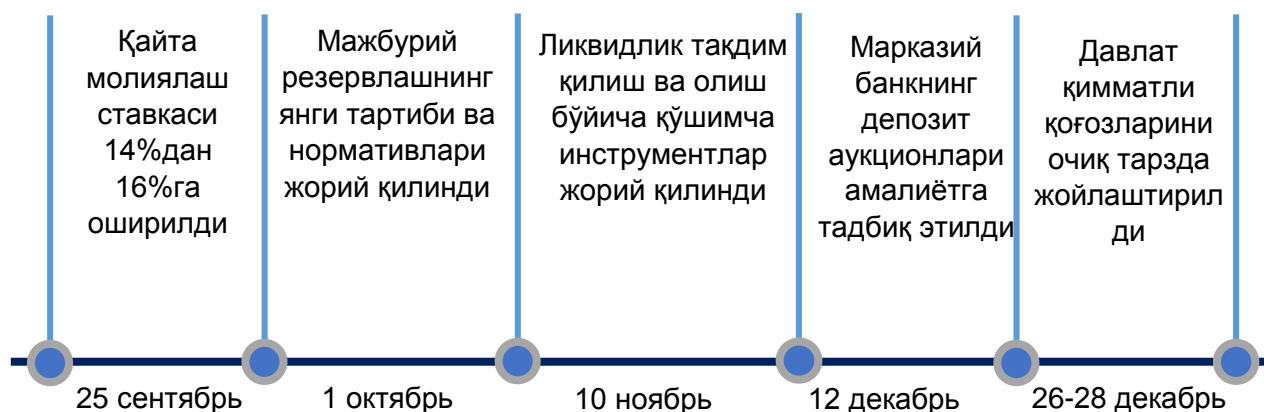 Қайта
молиялаш
ставкаси
14%дан
16%га
оширилди
Мажбурий
резервлашнинг
янги тартиби ва
нормативлари
жорий қилинди
Ликвидлик тақдим
қилиш ва олиш
бўйича қўшимча
инструментлар
жорий қилинди
Марказий
банкнинг
депозит
аукционлари
амалиётга
тадбиқ этилди
Давлат
қимматли
қоғозларини
очиқ тарзда
жойлаштирил
ди
25 сентябрь
1 октябрь
10 ноябрь
12 декабрь
26-28 декабрь